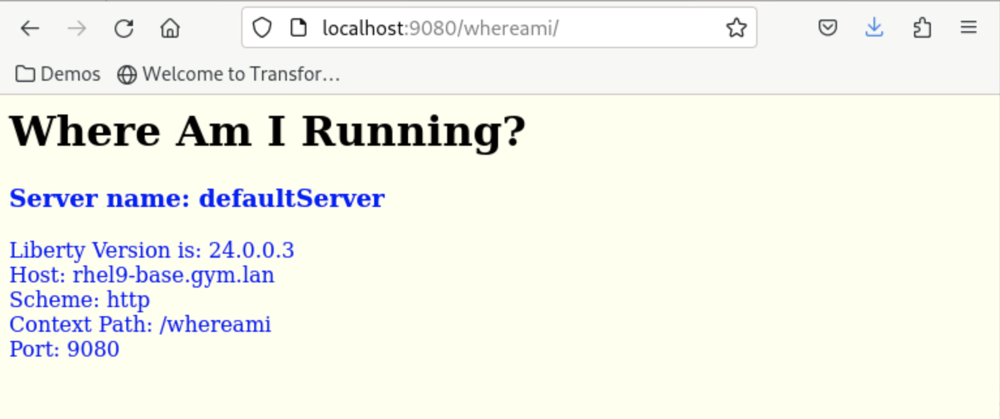 localhost:9080/whereami/
Demos Welcome to Transfor…
Where Am I Running?
Server name: defaultServer
Liberty Version is: 24.0.0.3
Host: rhel9-base.gym.lan
Scheme: http
Context Path: /whereami
Port: 9080